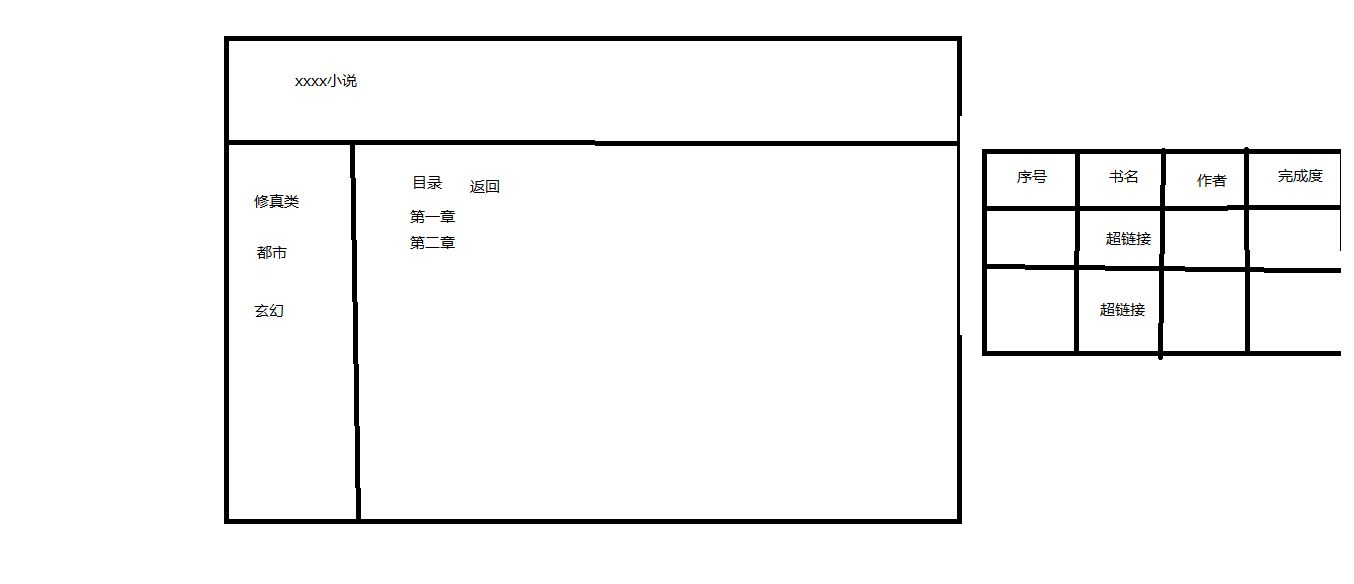 xxxx小说
修真类
都市
玄幻
目录 返回
第一章
第二章
序号 书名 作者 完成度
超链接
超链接